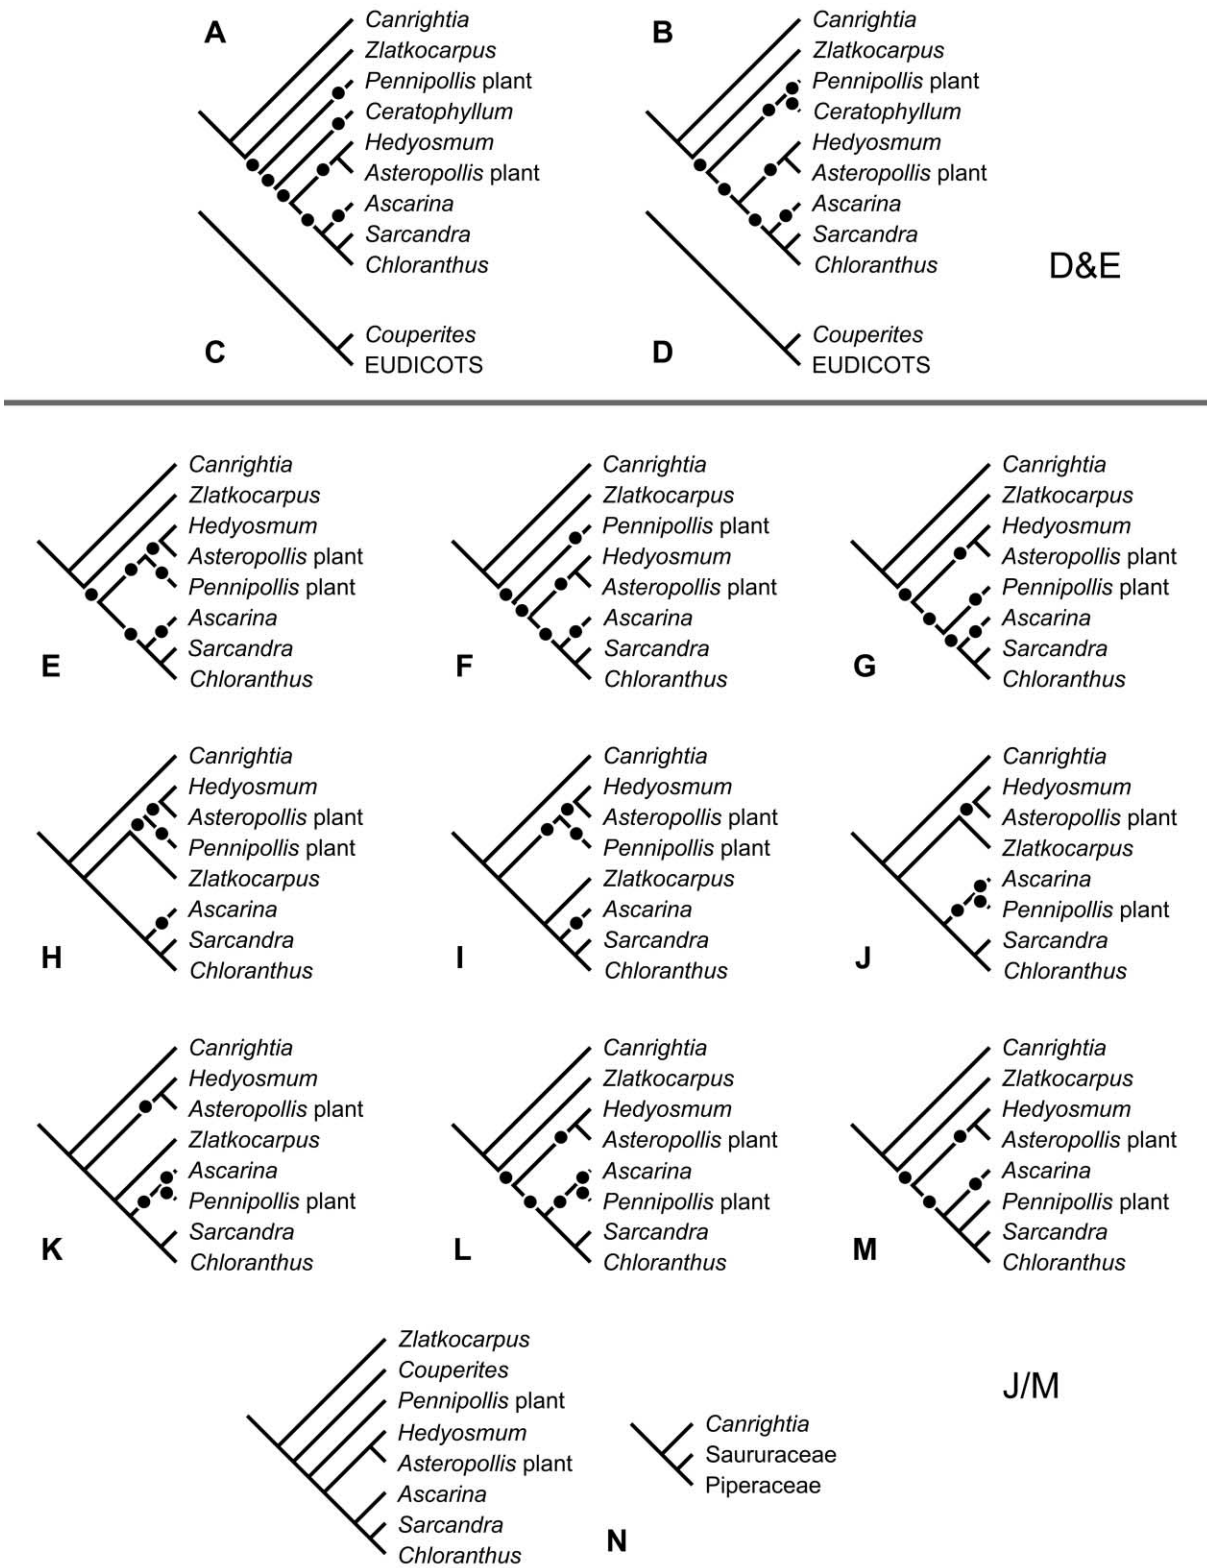 A
Canrightia
Zlatkocarpus
Pennipollis plant
Ceratophyllum
Hedyosmum
Asteropollis plant
Ascarina
Sarcandra
Chloranthus
B
Canrightia
Zlatkocarpus
Pennipollis plant
Ceratophyllum
Hedyosmum
Asteropollis plant
Ascarina
Sarcandra
Chloranthus
D&E
C
Couperites
EUDICOTS
D
Couperites
EUDICOTS
E
Canrightia
Zlatkocarpus
Hedyosmum
Asteropollis plant
Pennipollis plant
Ascarina
Sarcandra
Chloranthus
F
Canrightia
Zlatkocarpus
Pennipollis plant
Hedyosmum
Asteropollis plant
Ascarina
Sarcandra
Chloranthus
G
Canrightia
Zlatkocarpus
Hedyosmum
Asteropollis plant
Pennipollis plant
Ascarina
Sarcandra
Chloranthus
H
Canrightia
Hedyosmum
Asteropollis plant
Pennipollis plant
Zlatkocarpus
Ascarina
Sarcandra
Chloranthus
I
Canrightia
Hedyosmum
Asteropollis plant
Pennipollis plant
Zlatkocarpus
Ascarina
Sarcandra
Chloranthus
J
Canrightia
Hedyosmum
Asteropollis plant
Zlatkocarpus
Ascarina
Pennipollis plant
Sarcandra
Chloranthus
K
Canrightia
Hedyosmum
Asteropollis plant
Zlatkocarpus
Ascarina
Pennipollis plant
Sarcandra
Chloranthus
L
Canrightia
Zlatkocarpus
Hedyosmum
Asteropollis plant
Ascarina
Pennipollis plant
Sarcandra
Chloranthus
M
Canrightia
Zlatkocarpus
Hedyosmum
Asteropollis plant
Ascarina
Pennipollis plant
Sarcandra
Chloranthus
N
Zlatkocarpus
Couperites
Pennipollis plant
Hedyosmum
Asteropollis plant
Ascarina
Sarcandra
Chloranthus
Canrightia
Saururaceae
Piperaceae
J/M